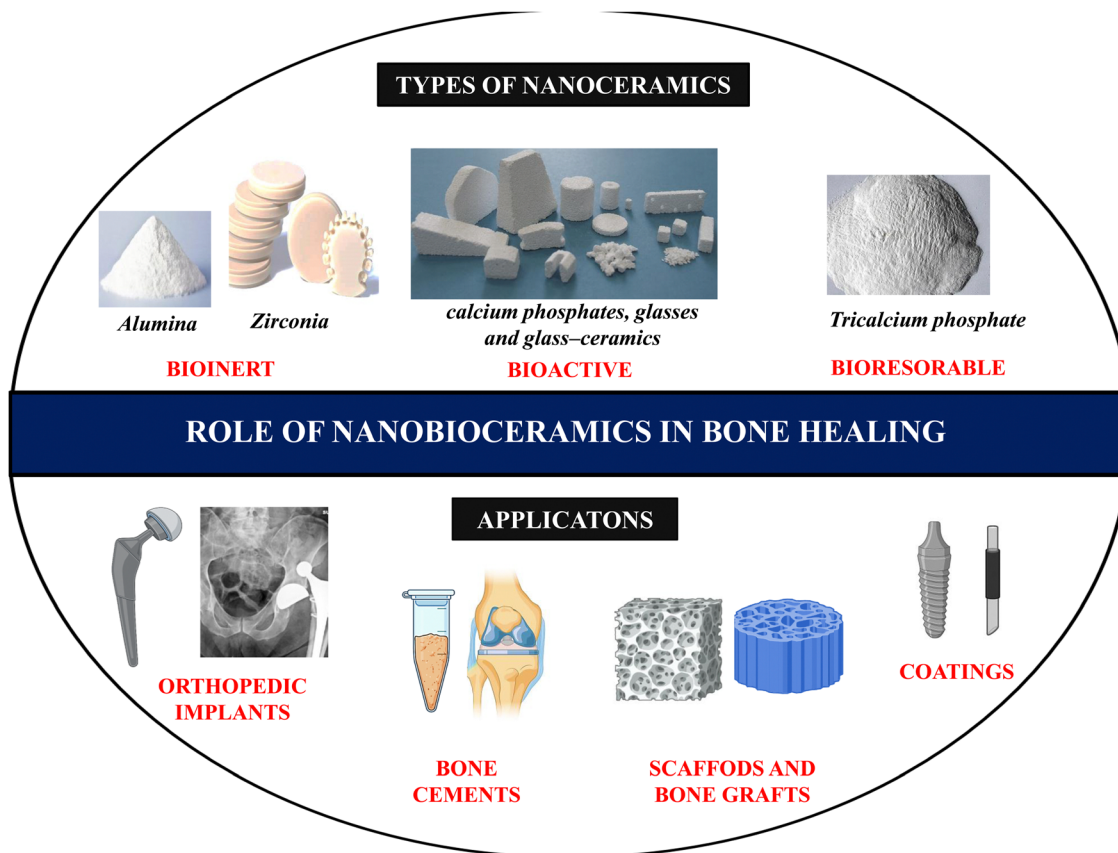 TYPES OF NANOCERAMICS
Alumina
Zirconia
calcium phosphates, glasses
and glass–ceramics
Tricalcium phosphate
BIOINERT
BIOACTIVE
BIORESORABLE
ROLE OF NANOBIOCERAMICS IN BONE HEALING
APPLICATONS
ORTHOPEDIC
IMPLANTS
BONE
CEMENTS
SCAFFODS AND
BONE GRAFTS
COATINGS